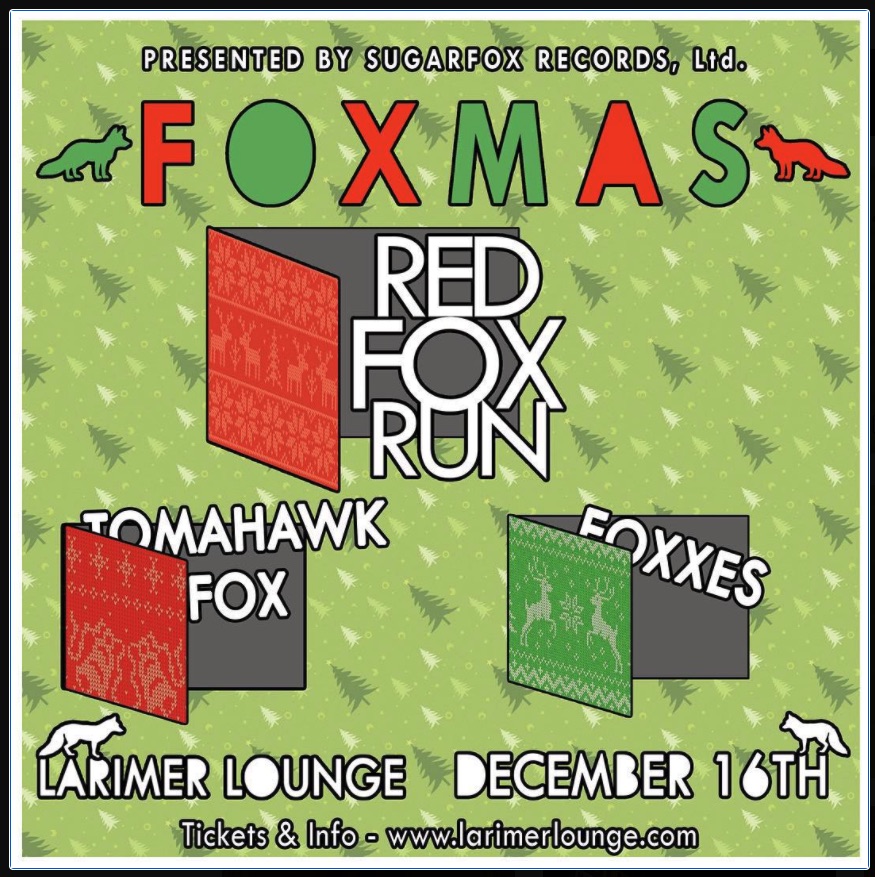 PRESENTED BY SUGARFOX RECORDS, Ltd.
FOXMAS
RED
FOX
RUN
TOMAHAWK
FOX
FOXXES
LARIMER LOUNGE DECEMBER 16TH
Tickets & Info - www.larimerlounge.com